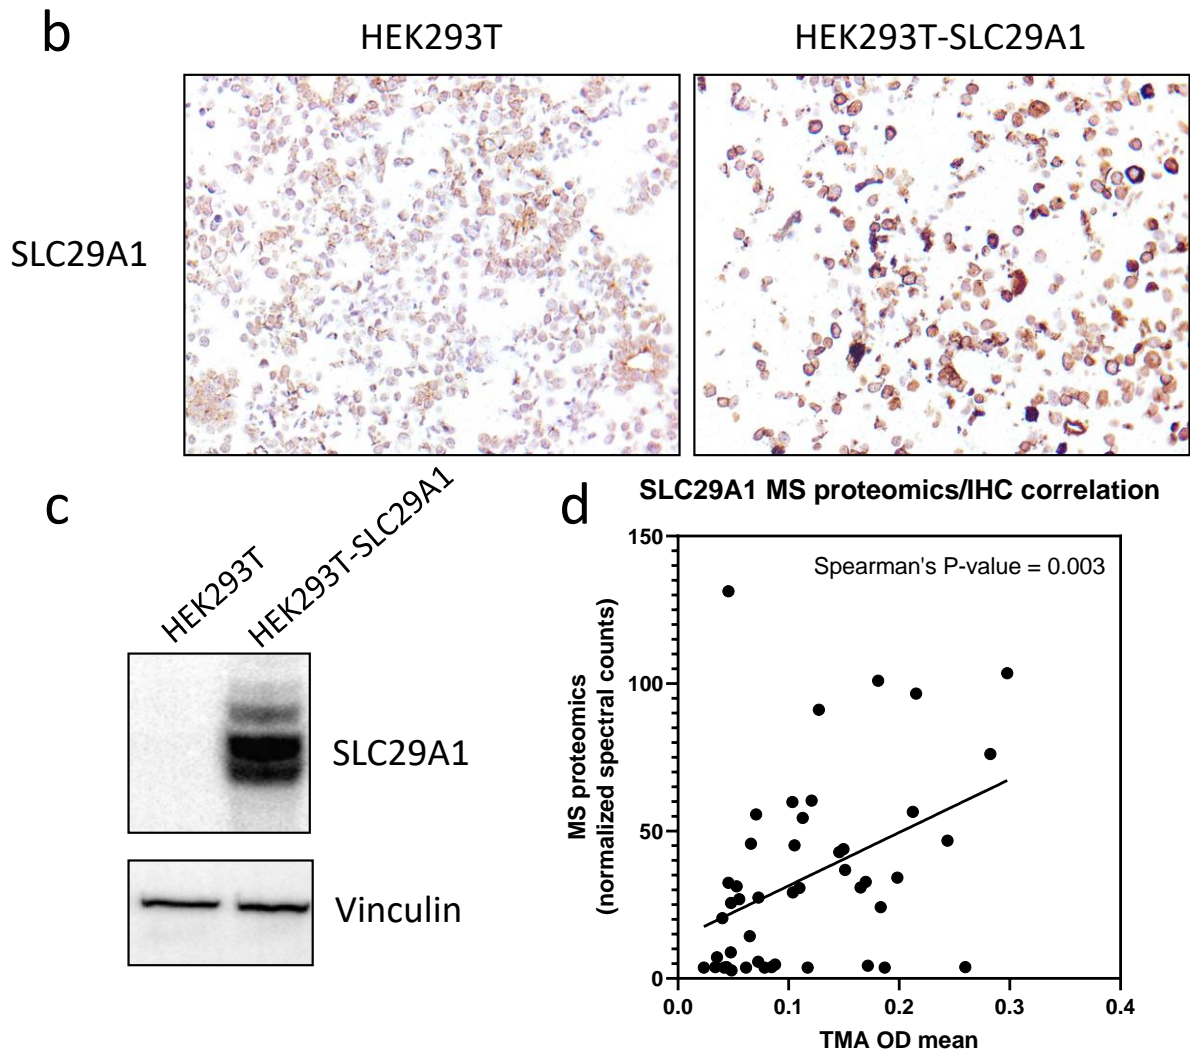 b
HEK293T
HEK293T-SLC29A1
SLC29A1
c
HEK293T
HEK293T-SLC29A1
SLC29A1
Vinculin
d
SLC29A1 MS proteomics/IHC correlation
Spearman's P-value = 0.003
MS proteomics
(normalized spectral counts)
150
100
50
0
0.0
0.1
0.2
0.3
0.4
TMA OD mean